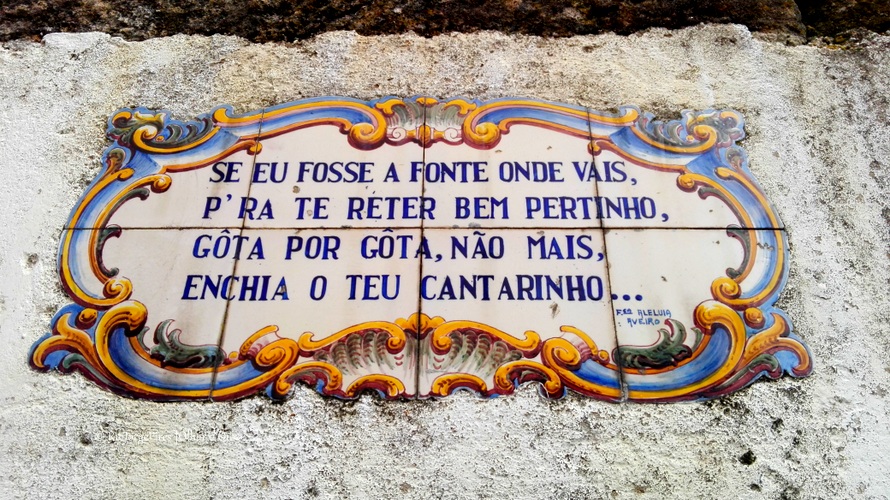 SE EU FOSSE A FONTE ONDE VAIS,
P'RA TE RETER BEM PERTINHO,
GÔTA POR GÔTA, NÃO MAIS,
ENCHIA O TEU CANTARINHO...
F.ES ALELUIA
AVEIRO